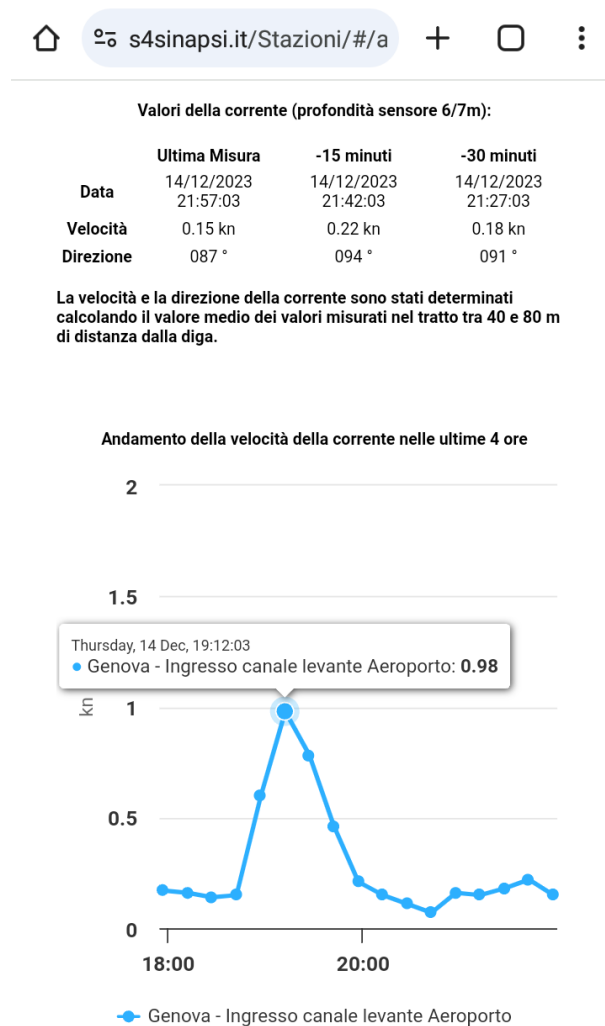 s4sinapsi.it/Stazioni/#/a
Valori della corrente (profondità sensore 6/7m):
Ultima Misura -15 minuti -30 minuti
Data 14/12/2023 21:57:03 14/12/2023 21:42:03 14/12/2023 21:27:03
Velocità 0.15 kn 0.22 kn 0.18 kn
Direzione 087 ° 094 ° 091 °
La velocità e la direzione della corrente sono stati determinati
calcolando il valore medio dei valori misurati nel tratto tra 40 e 80 m
di distanza dalla diga.
Andamento della velocità della corrente nelle ultime 4 ore
2
1.5
Thursday, 14 Dec, 19:12:03
Genova - Ingresso canale levante Aeroporto: 0.98
kn
1
0.5
0
18:00 20:00
Genova - Ingresso canale levante Aeroporto